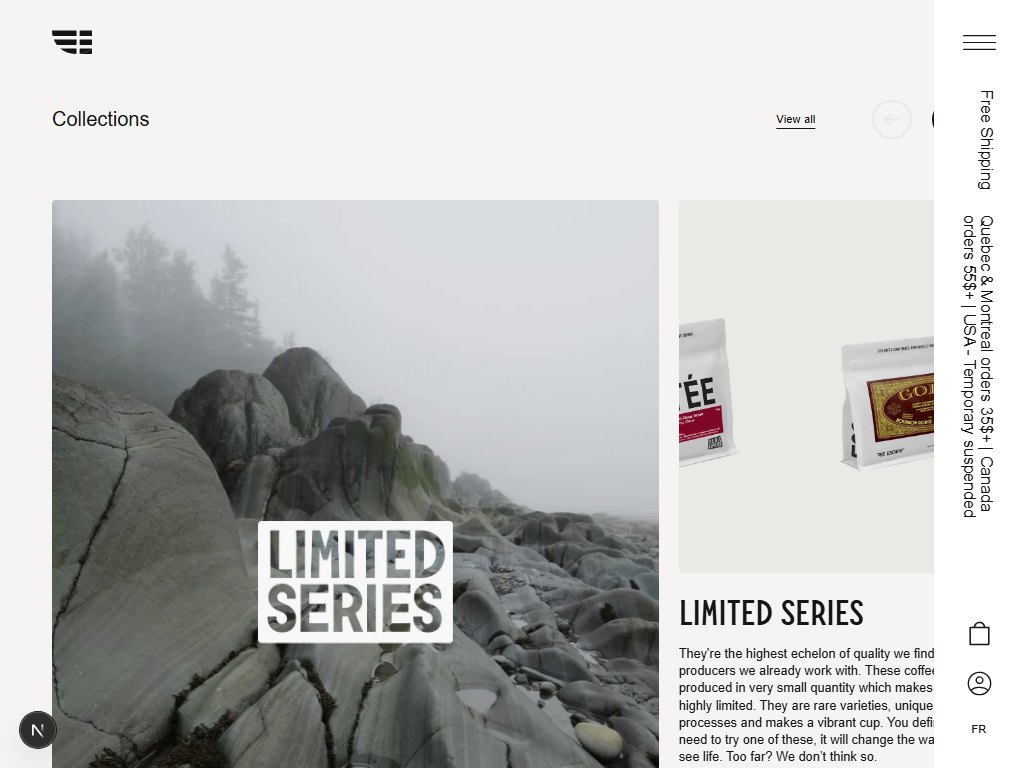 Collections
View all
Free Shipping
Quebec & Montreal orders 35$+ | Canada
orders 55$+ | USA - Temporary suspended
LIMITED
SERIES
TÉE
GOL
LIMITED SERIES
They're the highest echelon of quality we find
producers we already work with. These coffee
produced in very small quantity which makes
highly limited. They are rare varieties, unique
processes and makes a vibrant cup. You defi
need to try one of these, it will change the wa
see life. Too far? We don't think so.
FR
N